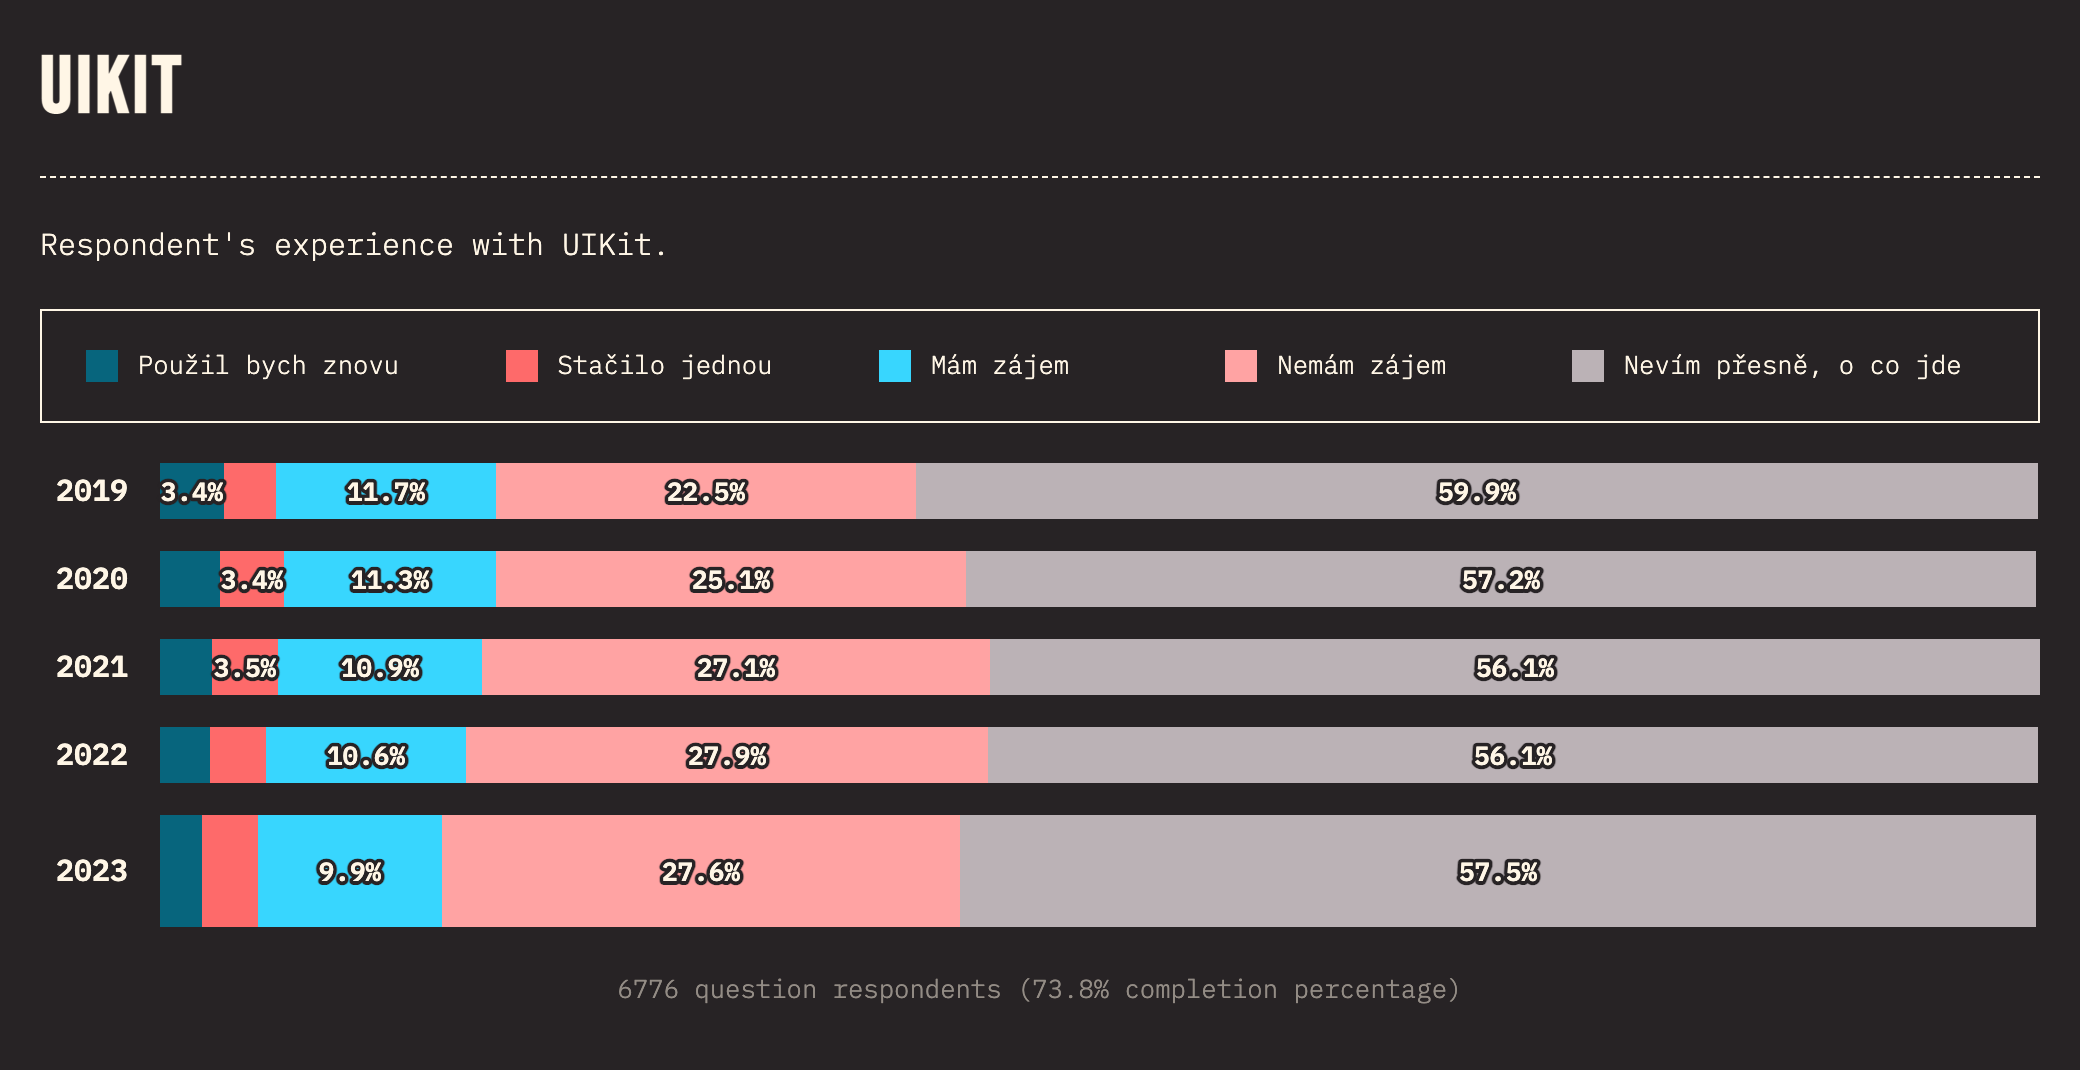 UIKIT
Respondent's experience with UIKit.
Použil bych znovu Stačilo jednou Mám zájem Nemám zájem Nevím přesně, o co jde
2019 3.4% 11.7% 22.5% 59.9%
2020 3.4% 11.3% 25.1% 57.2%
2021 3.5% 10.9% 27.1% 56.1%
2022 10.6% 27.9% 56.1%
2023 9.9% 27.6% 57.5%
6776 question respondents (73.8% completion percentage)